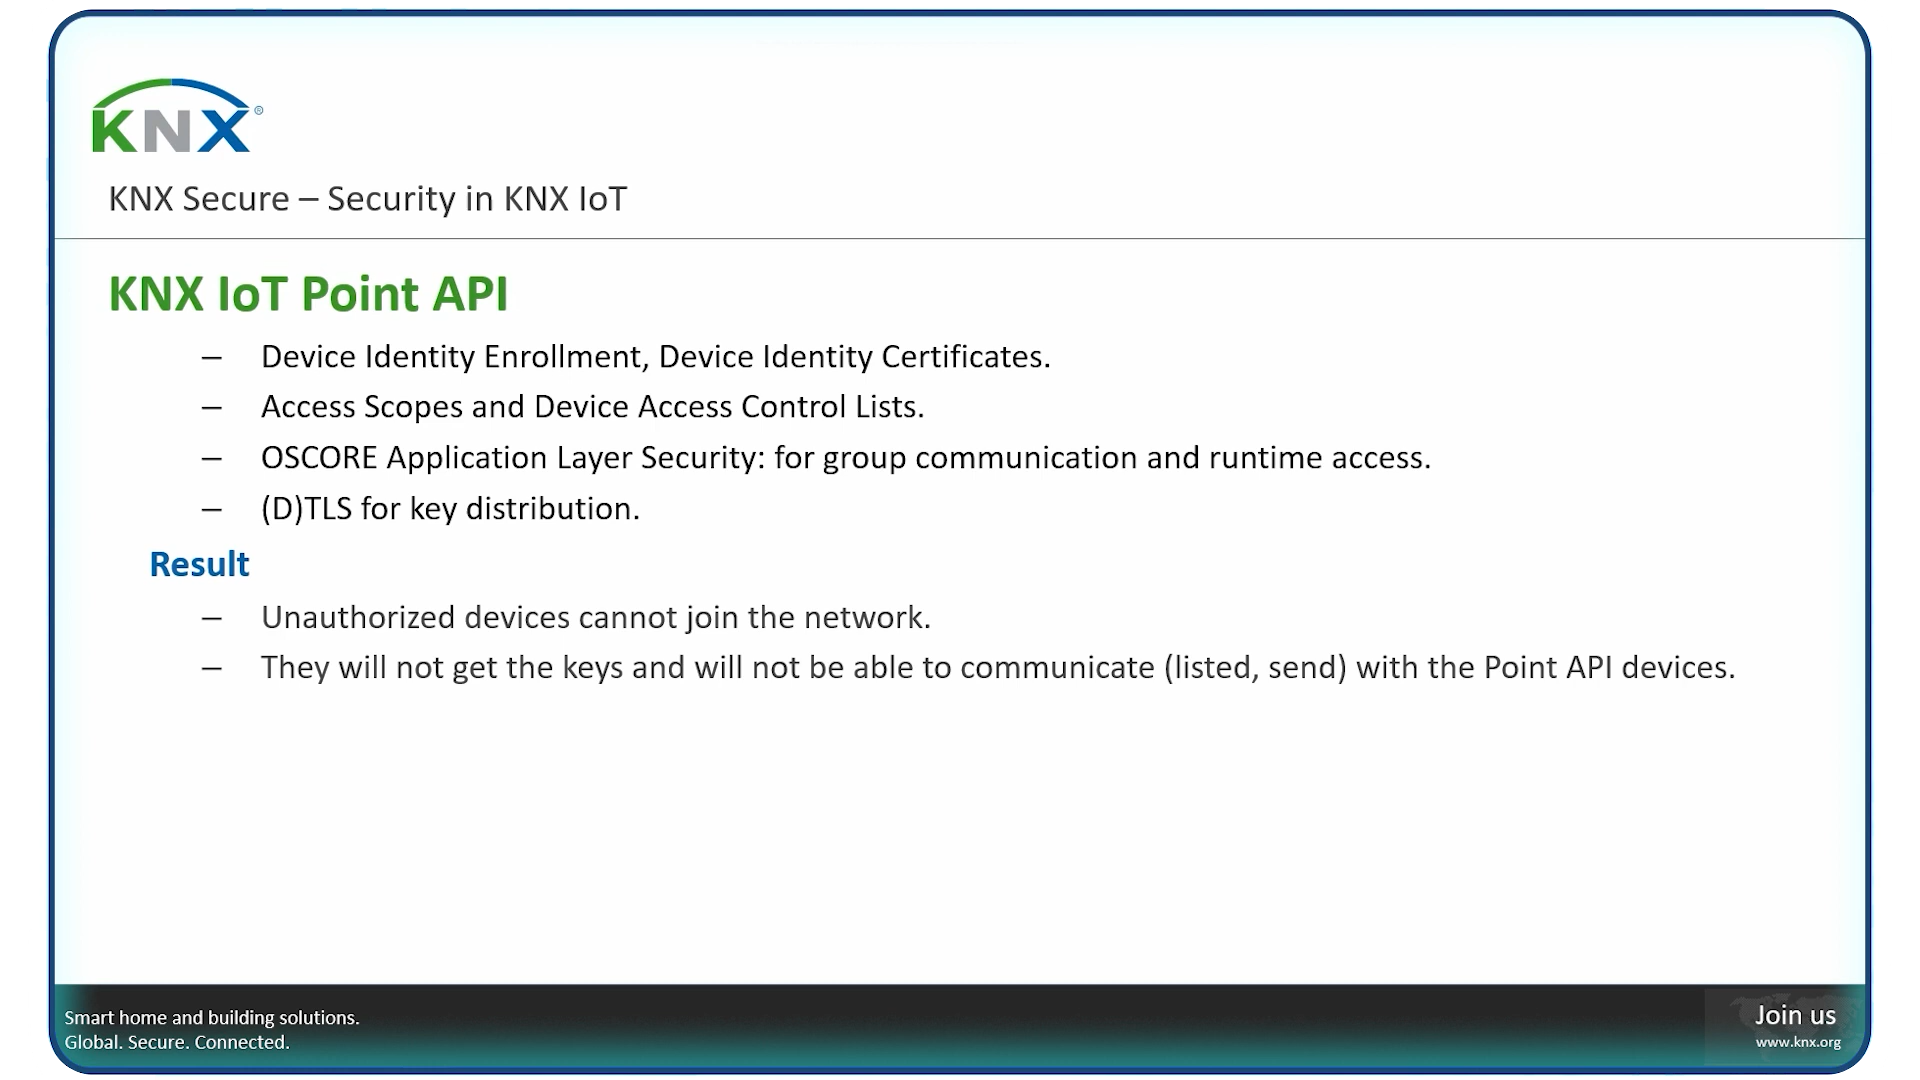 KNX®
KNX Secure – Security in KNX IoT
KNX IoT Point API
– Device Identity Enrollment, Device Identity Certificates.
– Access Scopes and Device Access Control Lists.
– OSCORE Application Layer Security: for group communication and runtime access.
– (D)TLS for key distribution.
Result
– Unauthorized devices cannot join the network.
– They will not get the keys and will not be able to communicate (listed, send) with the Point API devices.
Smart home and building solutions.
Global. Secure. Connected.
Join us
www.knx.org